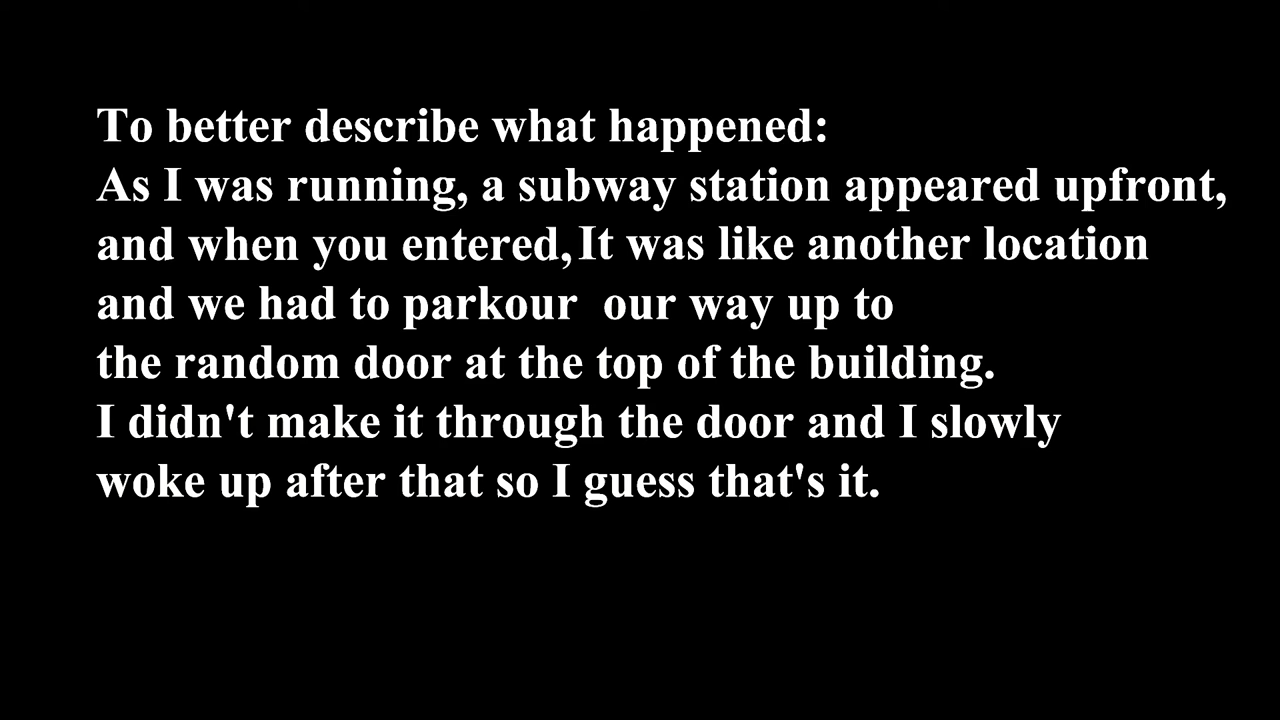 To better describe what happened:
As I was running, a subway station appeared upfront,
and when you entered, It was like another location
and we had to parkour  our way up to
the random door at the top of the building.
I didn't make it through the door and I slowly
woke up after that so I guess that's it.